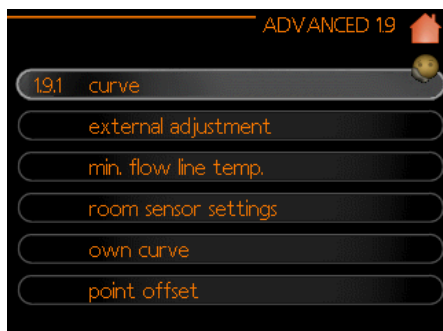 ADVANCED 1.9
1.9.1 curve
external adjustment
min. flow line temp.
room sensor settings
own curve
point offset